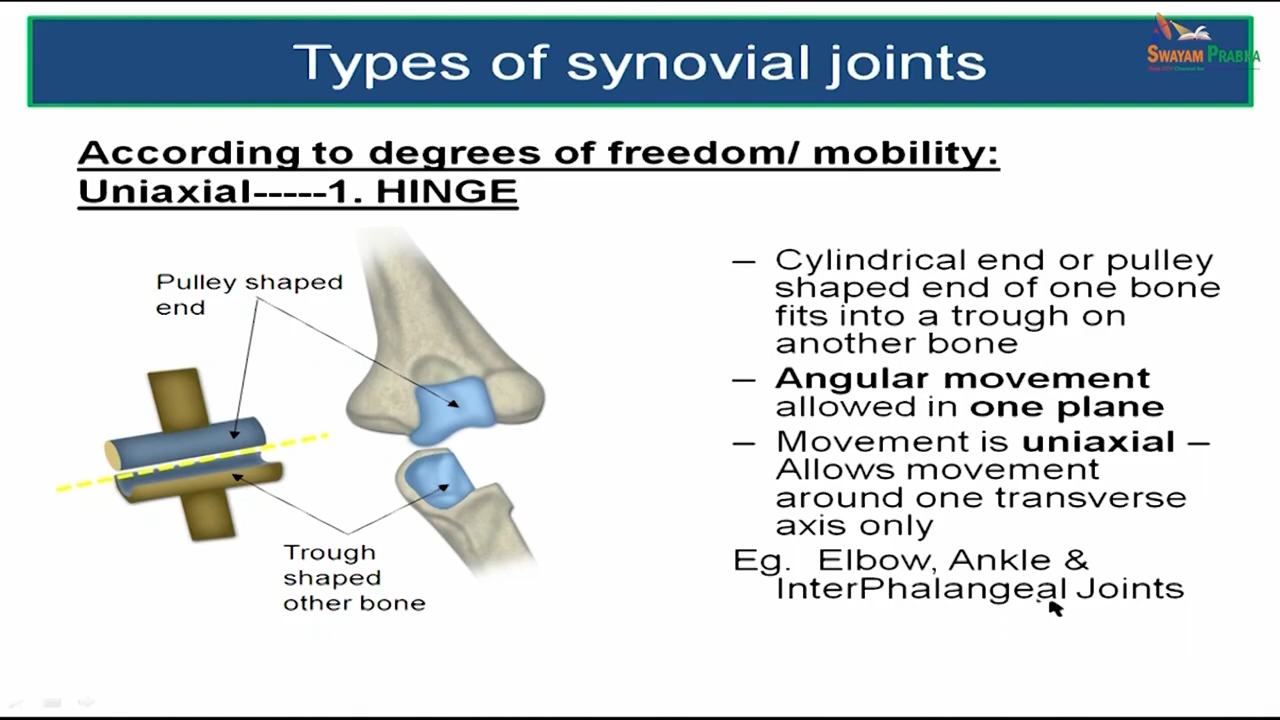 Types of synovial joints
SWAYAM PRABHA
According to degrees of freedom/ mobility:
Uniaxial-----1. HINGE
Pulley shaped
end
Trough
shaped
other bone
– Cylindrical end or pulley
shaped end of one bone
fits into a trough on
another bone
– Angular movement
allowed in one plane
– Movement is uniaxial –
Allows movement
around one transverse
axis only
Eg. Elbow, Ankle &
InterPhalangeal Joints